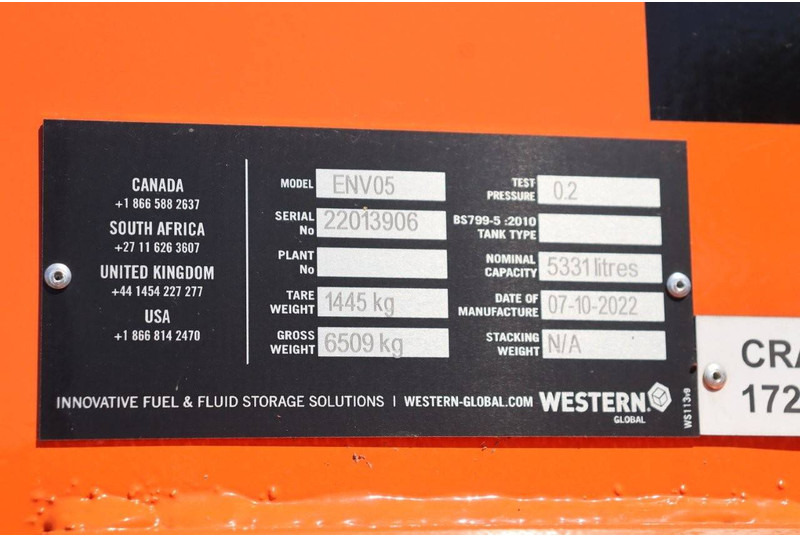 CANADA
+1 866 588 2637
SOUTH AFRICA
+27 11 626 3607
UNITED KINGDOM
+44 1454 227 277
USA
+1 866 814 2470
MODEL ENV05
SERIAL No 22013906
PLANT No
TARE WEIGHT 1445 kg
GROSS WEIGHT 6509 kg
TEST PRESSURE 0.2
BS799-5 :2010 TANK TYPE
NOMINAL CAPACITY 5331 litres
DATE OF MANUFACTURE 07-10-2022
STACKING WEIGHT N/A
INNOVATIVE FUEL & FLUID STORAGE SOLUTIONS | WESTERN-GLOBAL.COM WESTERN GLOBAL
WS113v9
CRA
172